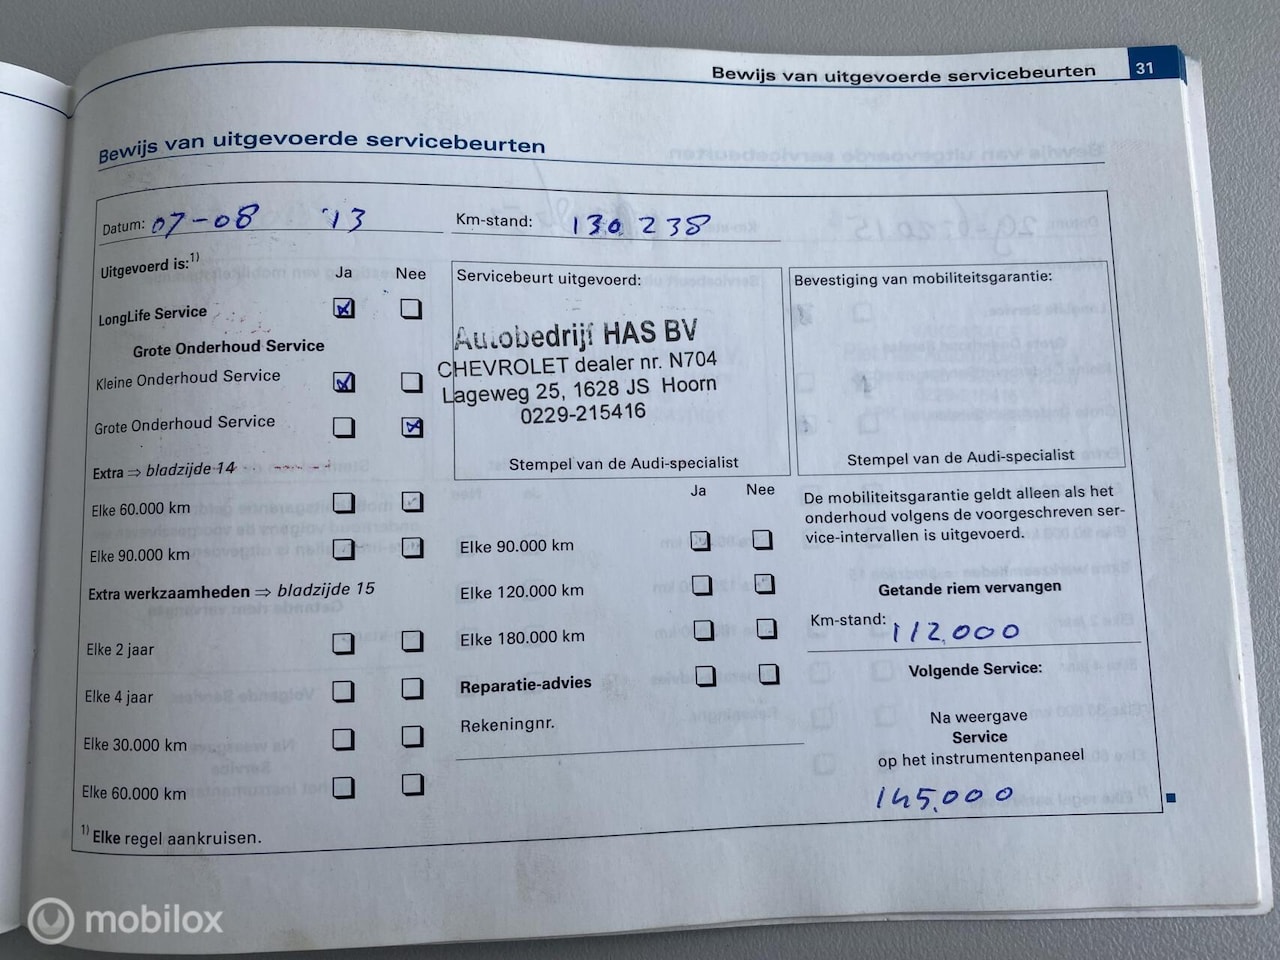 Bewijs van uitgevoerde servicebeurten 31
Bewijs van uitgevoerde servicebeurten
Datum: 07-08 '13
Km-stand: 130238
Uitgevoerd is:1)
Ja Nee
LongLife Service
Grote Onderhoud Service
Kleine Onderhoud Service
Grote Onderhoud Service
Extra ⇒ bladzijde 14
Elke 60.000 km
Elke 90.000 km
Extra werkzaamheden ⇒ bladzijde 15
Elke 2 jaar
Elke 4 jaar
Elke 30.000 km
Elke 60.000 km
1) Elke regel aankruisen.
Servicebeurt uitgevoerd:
Autobedrijf HAS BV
CHEVROLET dealer nr. N704
Lageweg 25, 1628 JS Hoorn
0229-215416
Stempel van de Audi-specialist
Ja Nee
Elke 90.000 km
Elke 120.000 km
Elke 180.000 km
Reparatie-advies
Rekeningnr.
Bevestiging van mobiliteitsgarantie:
Stempel van de Audi-specialist
De mobiliteitsgarantie geldt alleen als het
onderhoud volgens de voorgeschreven ser-
vice-intervallen is uitgevoerd.
Getande riem vervangen
Km-stand: 112.000
Volgende Service:
Na weergave
Service
op het instrumentenpaneel
145.000
mobilox